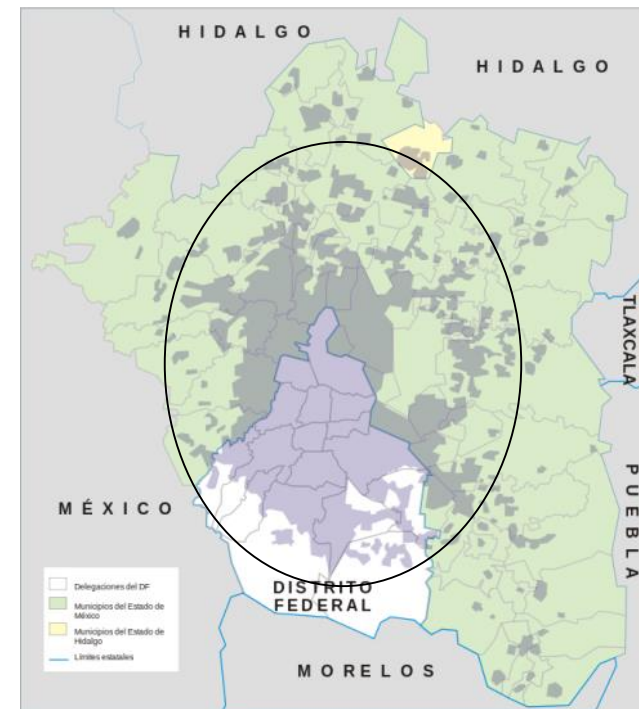 HIDALGO
HIDALGO
TLAXCALA
PUEBLA
MÉXICO
DISTRITO
FEDERAL
MORELOS
Delegaciones del DF
Municipios del Estado de
México
Municipios del Estado de
Hidalgo
Límites estatales